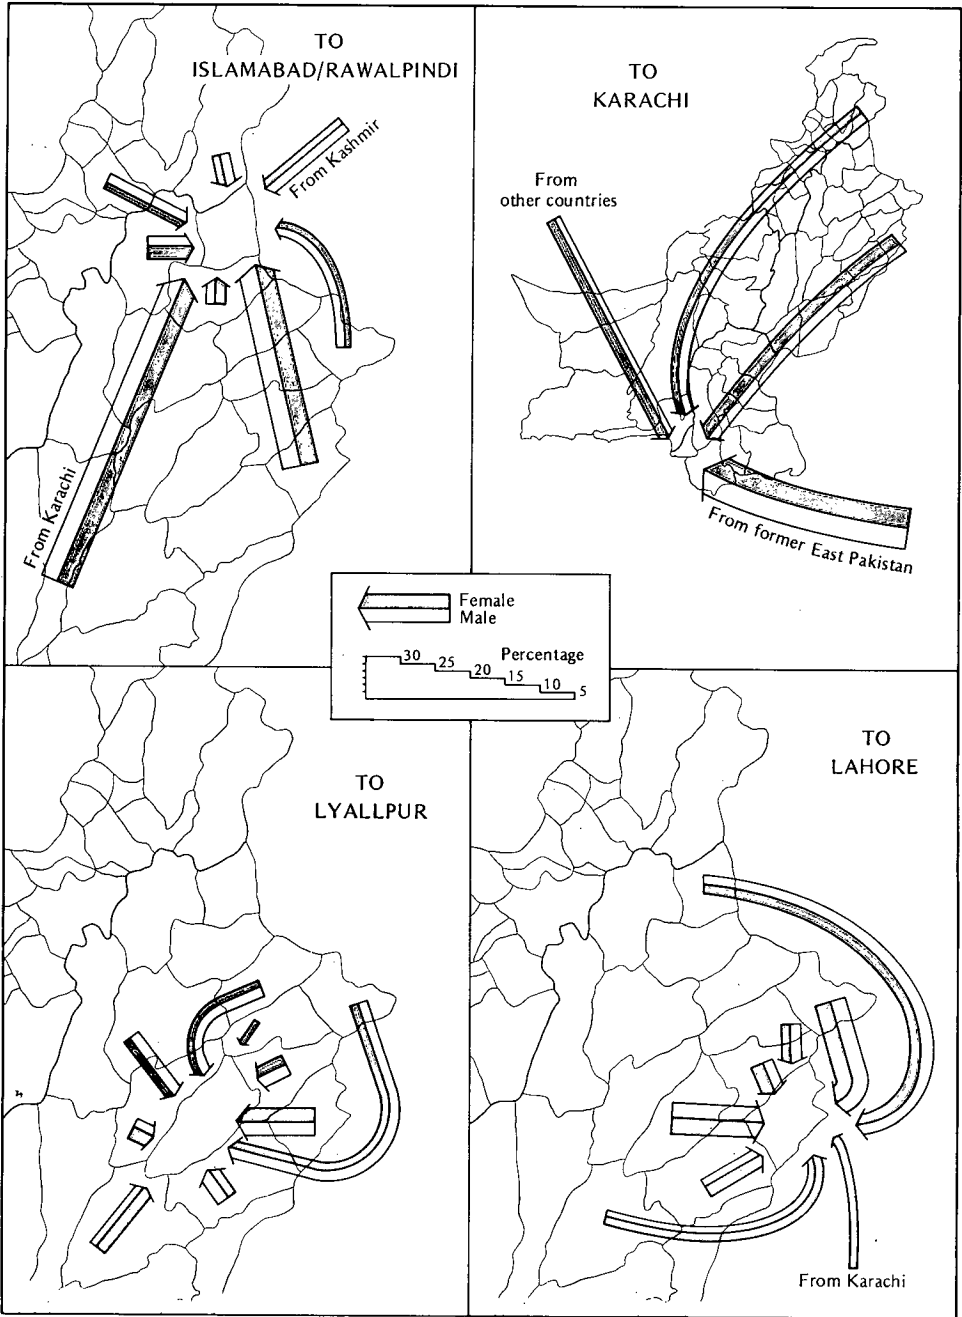 TO
ISLAMABAD/RAWALPINDI
From Kashmir
From Karachi
TO
KARACHI
From
other countries
From former East Pakistan
Female
Male
Percentage
30
25
20
15
10
5
TO
LYALLPUR
TO
LAHORE
From Karachi